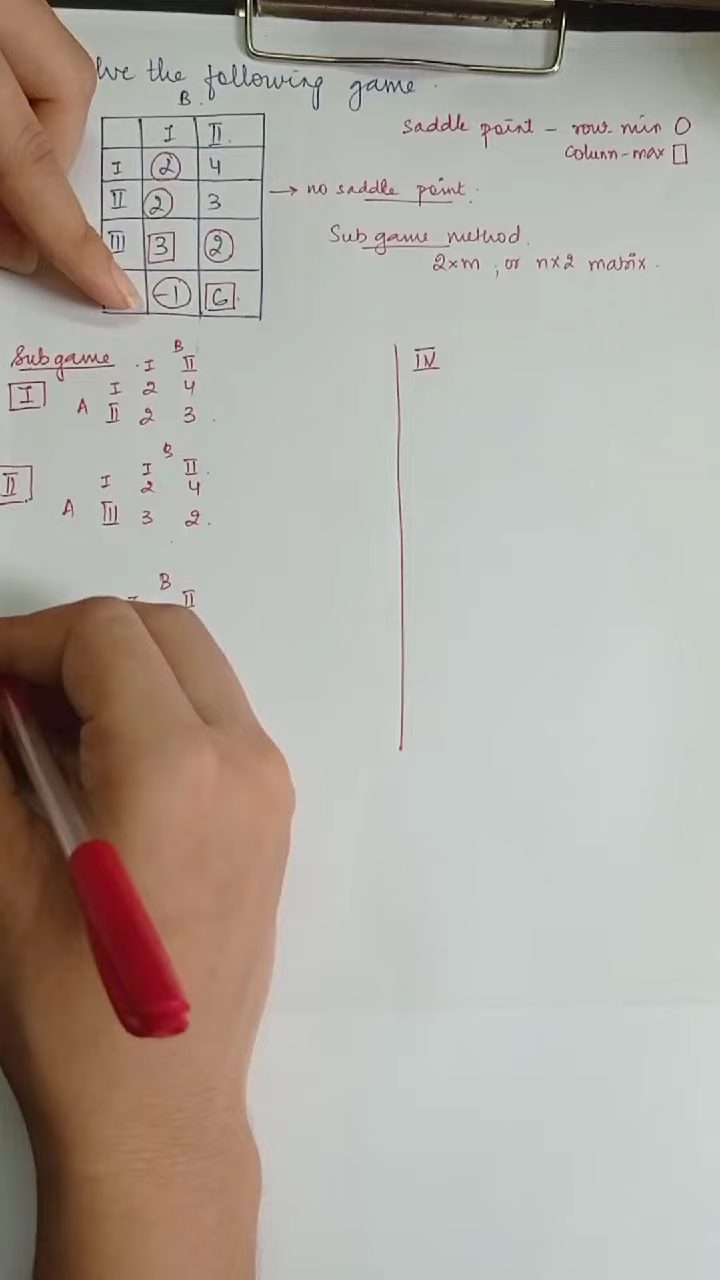 the following game.
B.
I II
I 2 4
II 2 3
III 3 2
-1 6
Saddle point - row min O
Column-max □
→ no saddle point.
Sub game method.
2×m , or n×2 matrix.
Subgame
B
I II
I
I 2 4
A II 2 3
B
I II
II
I 2 4
A III 3 2
B
I II
IV